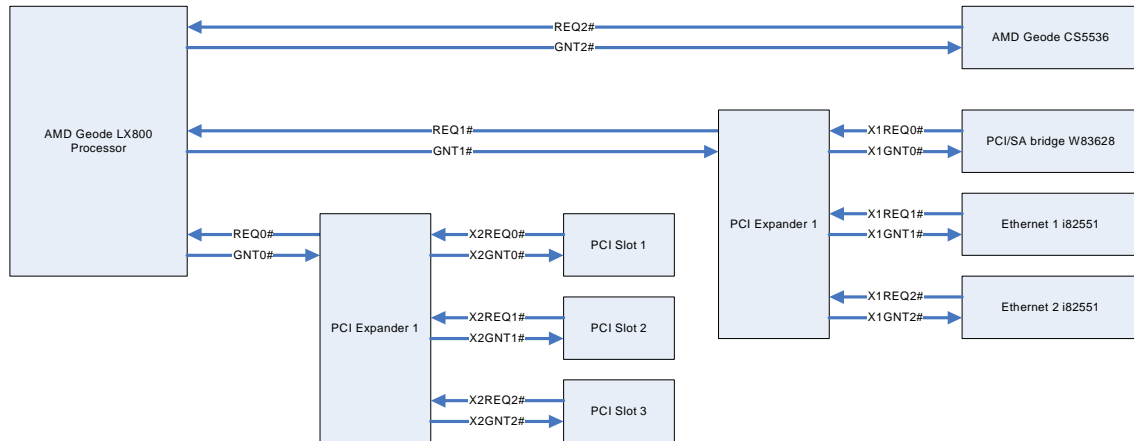 REQ2#
GNT2#
AMD Geode CS5536
AMD Geode LX800
Processor
REQ1#
GNT1#
PCI Expander 1
X1REQ0#
X1GNT0#
PCI/SA bridge W83628
X1REQ1#
X1GNT1#
Ethernet 1 i82551
X1REQ2#
X1GNT2#
Ethernet 2 i82551
REQ0#
GNT0#
PCI Expander 1
X2REQ0#
X2GNT0#
PCI Slot 1
X2REQ1#
X2GNT1#
PCI Slot 2
X2REQ2#
X2GNT2#
PCI Slot 3